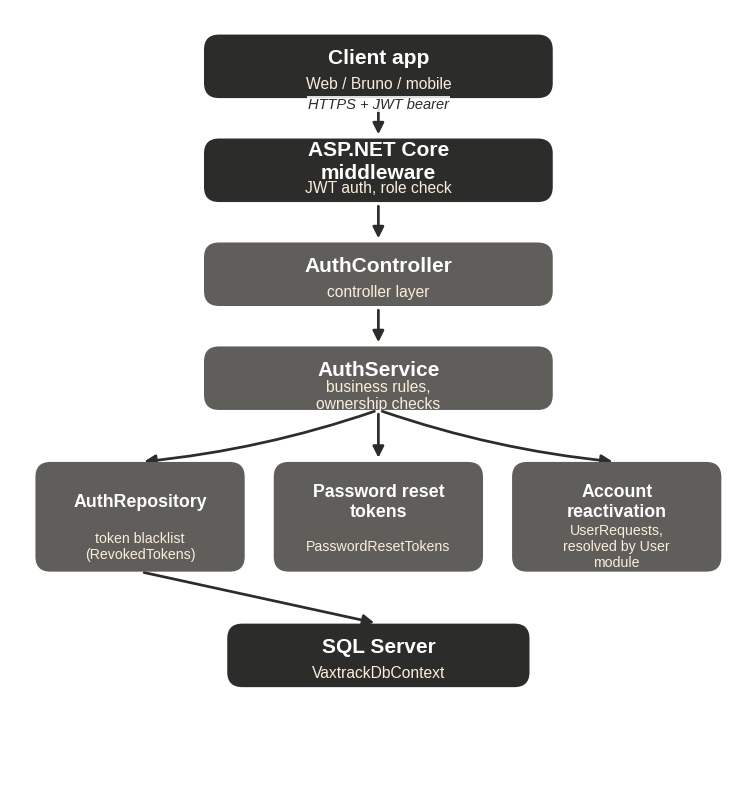 Client app
Web / Bruno / mobile
HTTPS + JWT bearer
ASP.NET Core
middleware
JWT auth, role check
AuthController
controller layer
AuthService
business rules,
ownership checks
AuthRepository
token blacklist
(RevokedTokens)
Password reset
tokens
PasswordResetTokens
Account
reactivation
UserRequests,
resolved by User
module
SQL Server
VaxtrackDbContext